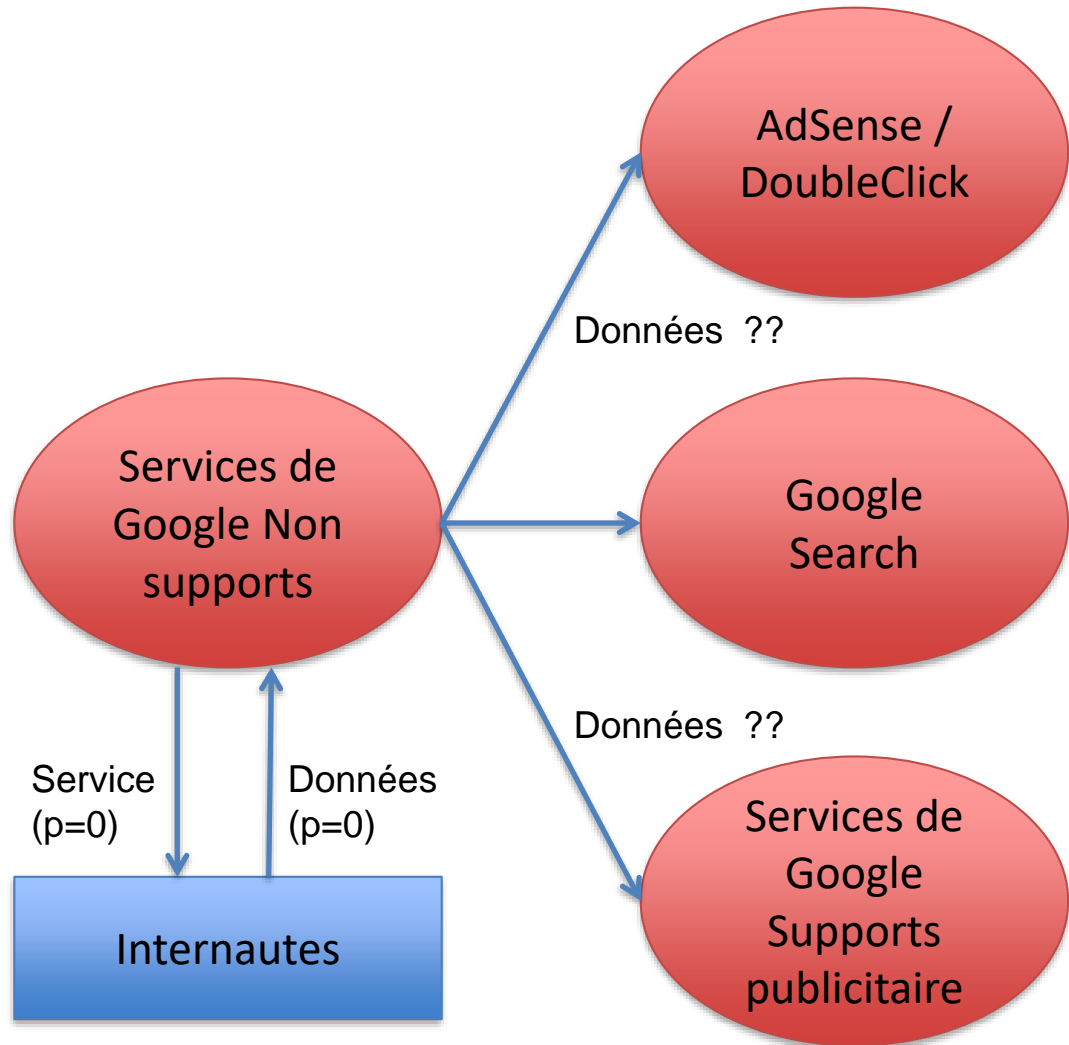 AdSense /
DoubleClick
Données ??
Services de
Google Non
supports
Google
Search
Données ??
Service
(p=0)
Données
(p=0)
Services de
Google
Supports
publicitaire
Internautes